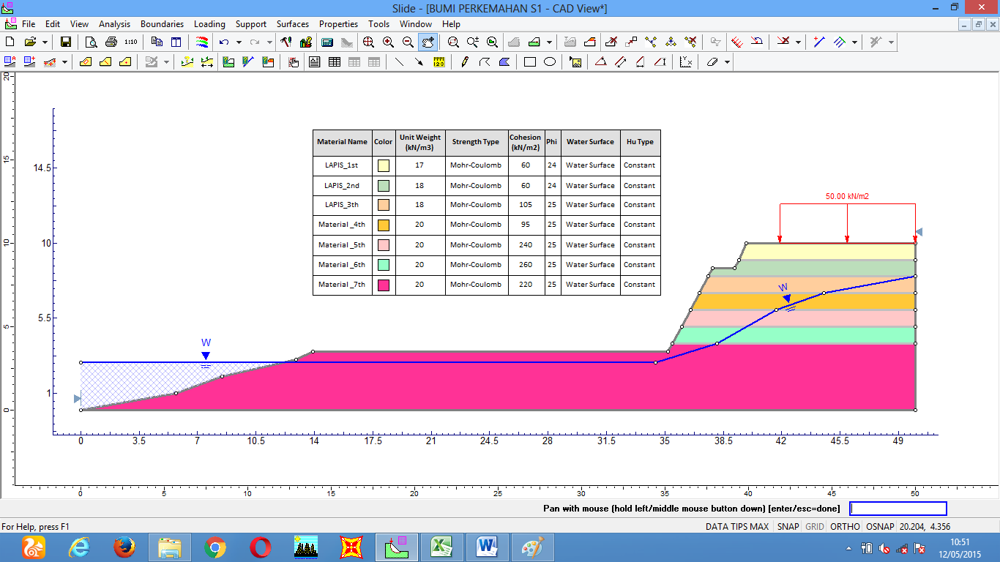 Slide - [BUMI PERKEMAHAN S1 - CAD View*]
File Edit View Analysis Boundaries Loading Support Surfaces Properties Tools Window Help
1:10
123
20
15
10
5
0
14.5
10
5.5
1
Material Name Color Unit Weight (kN/m3) Strength Type Cohesion (kN/m2) Phi Water Surface Hu Type
LAPIS_1st 17 Mohr-Coulomb 60 24 Water Surface Constant
LAPIS_2nd 18 Mohr-Coulomb 60 24 Water Surface Constant
LAPIS_3th 18 Mohr-Coulomb 105 25 Water Surface Constant
Material _4th 20 Mohr-Coulomb 95 25 Water Surface Constant
Material _5th 20 Mohr-Coulomb 240 25 Water Surface Constant
Material _6th 20 Mohr-Coulomb 260 25 Water Surface Constant
Material _7th 20 Mohr-Coulomb 220 25 Water Surface Constant
50.00 kN/m2
W
W
0 3.5 7 10.5 14 17.5 21 24.5 28 31.5 35 38.5 42 45.5 49
0 5 10 15 20 25 30 35 40 45 50
Pan with mouse (hold left/middle mouse button down) [enter/esc=done]
For Help, press F1
DATA TIPS MAX SNAP GRID ORTHO OSNAP 20.204, 4.356
10:51
12/05/2015